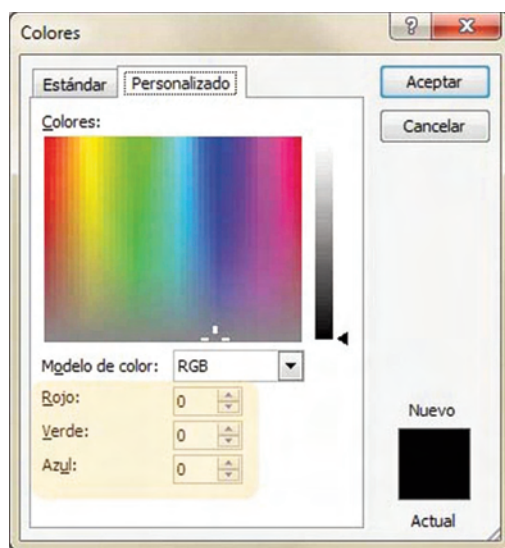 Colores
Estándar Personalizado
Aceptar
Colores:
Cancelar
Modelo de color: RGB
Rojo: 0
Verde: 0
Azul: 0
Nuevo
Actual